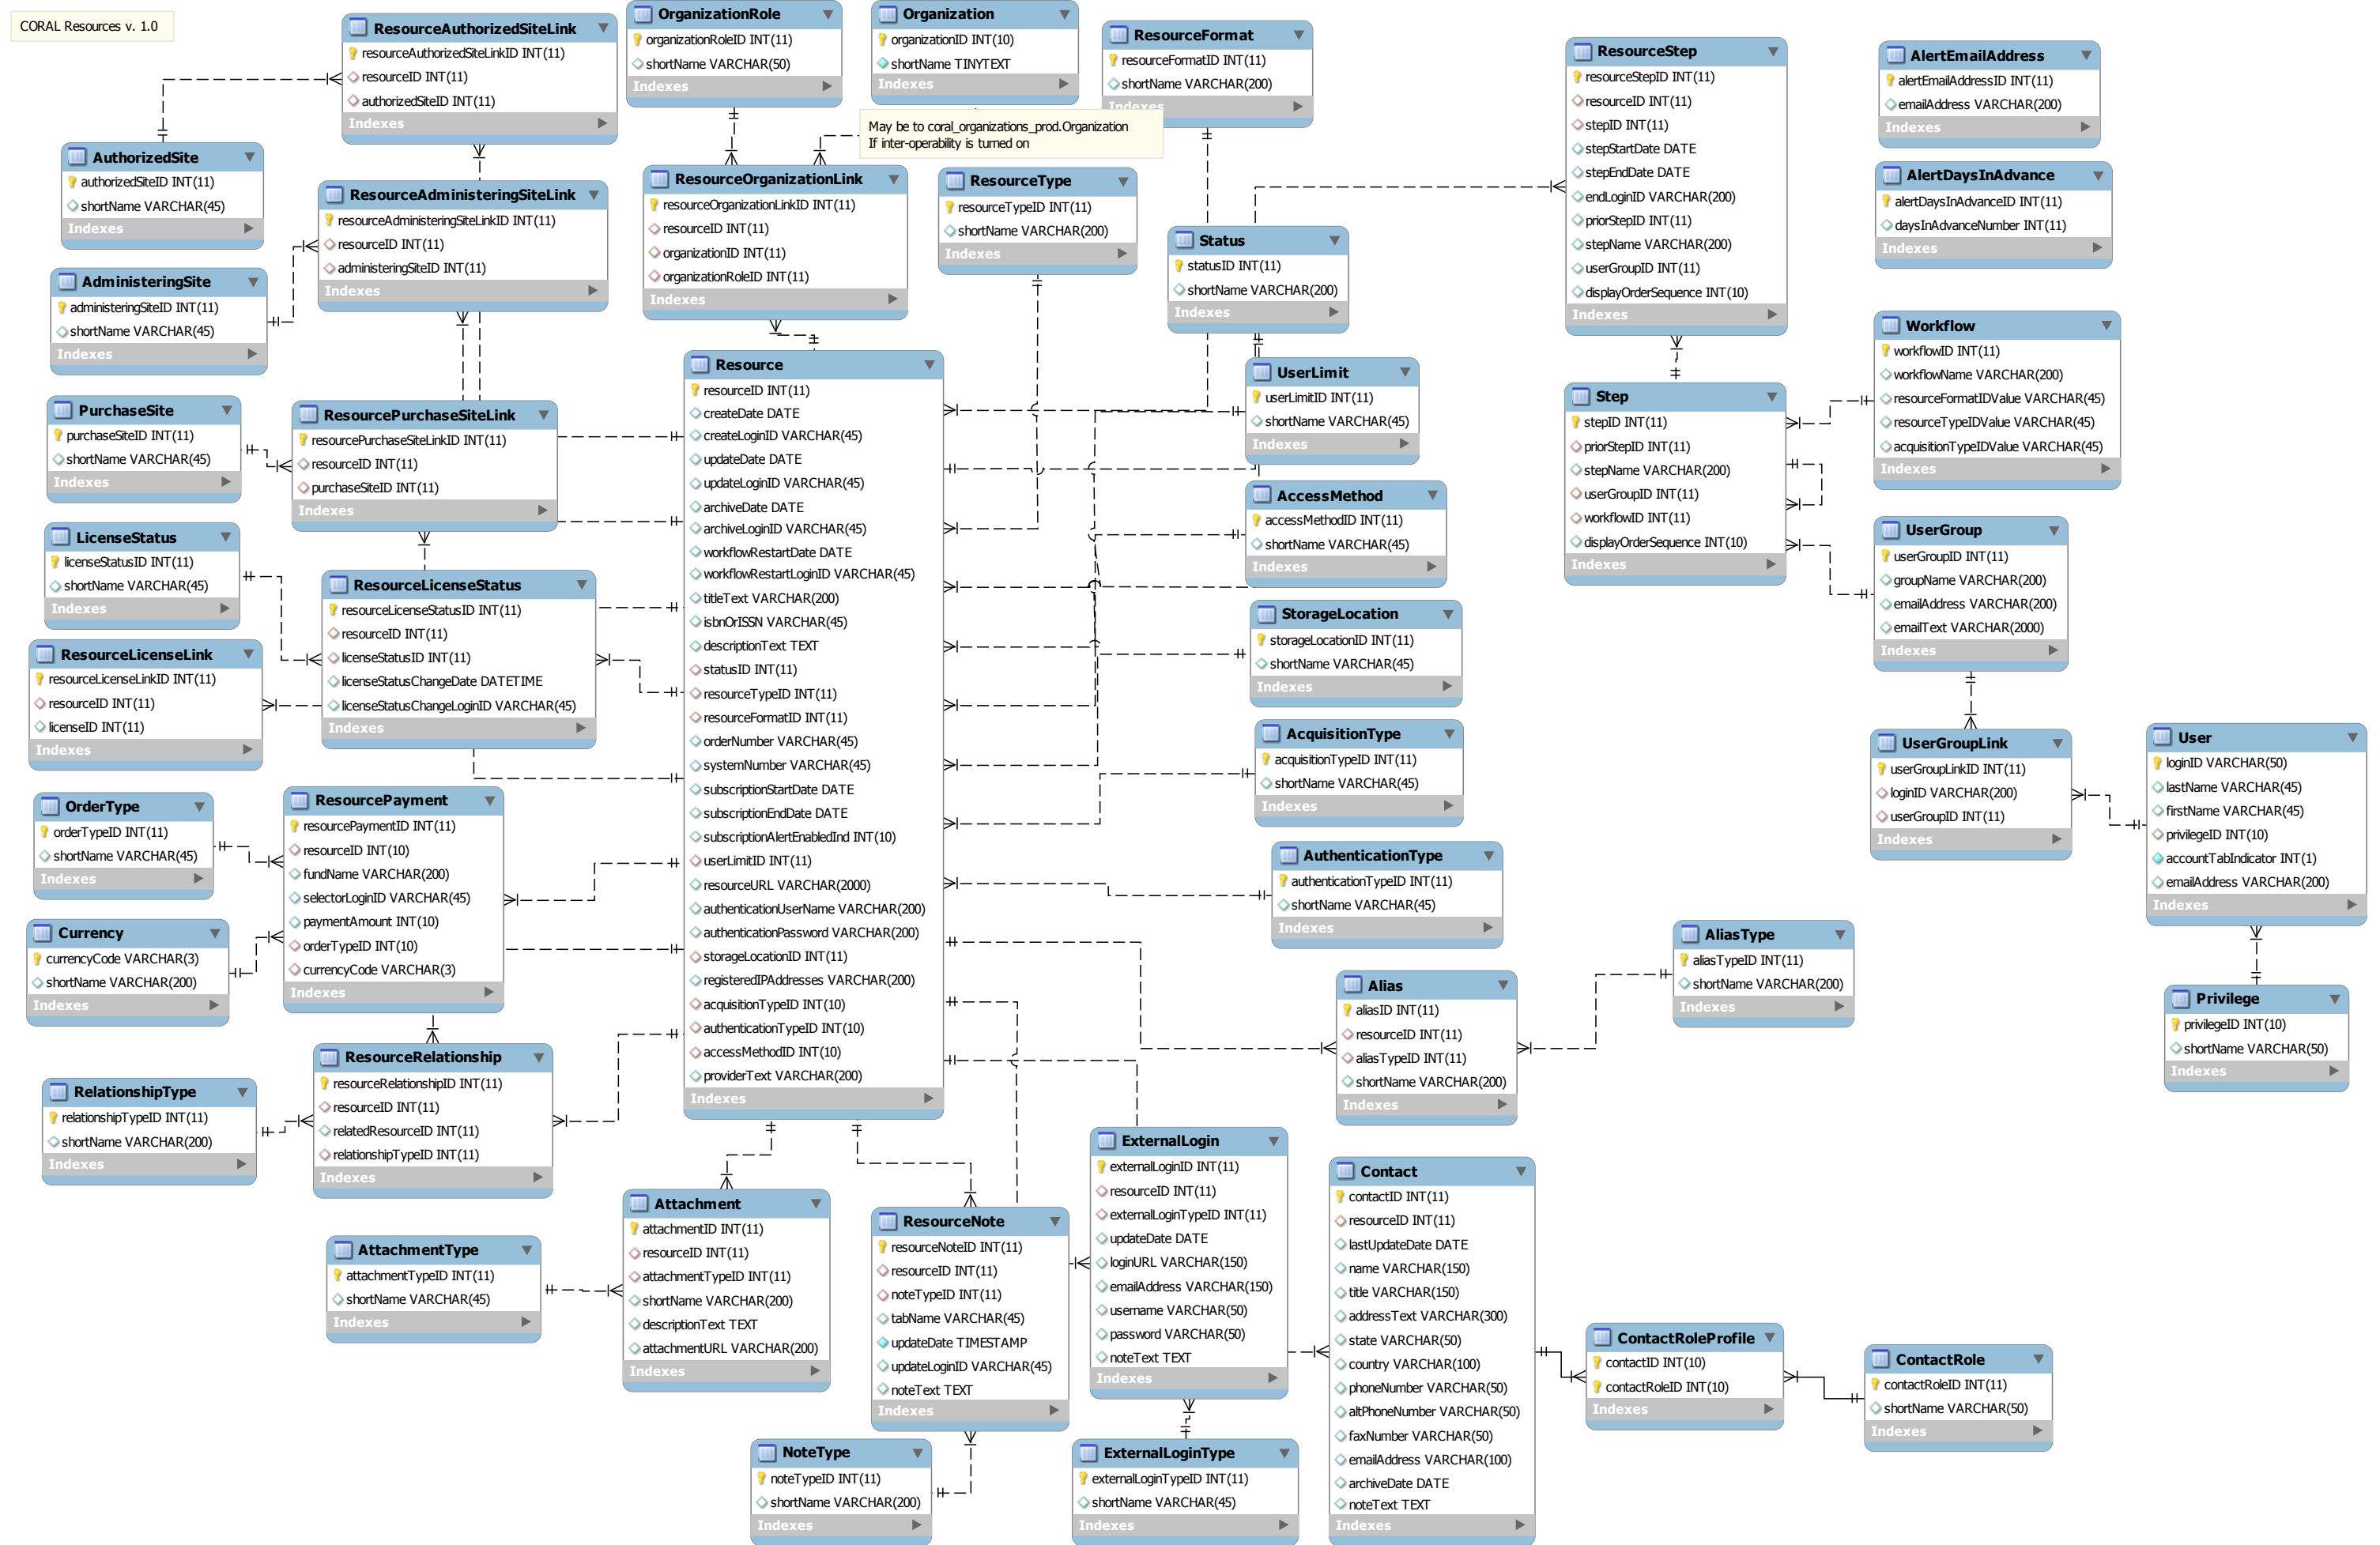 CORAL Resources v. 1.0
ResourceAuthorizedSiteLink
resourceAuthorizedSiteLinkID INT(11)
resourceID INT(11)
authorizedSiteID INT(11)
Indexes
OrganizationRole
organizationRoleID INT(11)
shortName VARCHAR(50)
Indexes
Organization
organizationID INT(10)
shortName TINYTEXT
Indexes
ResourceFormat
resourceFormatID INT(11)
shortName VARCHAR(200)
Indexes
May be to coral_organizations_prod.Organization
If inter-operability is turned on
ResourceStep
resourceStepID INT(11)
resourceID INT(11)
stepID INT(11)
stepStartDate DATE
stepEndDate DATE
endLoginID VARCHAR(200)
priorStepID INT(11)
stepName VARCHAR(200)
userGroupID INT(11)
displayOrderSequence INT(10)
Indexes
AlertEmailAddress
alertEmailAddressID INT(11)
emailAddress VARCHAR(200)
Indexes
AlertDaysInAdvance
alertDaysInAdvanceID INT(11)
daysInAdvanceNumber INT(11)
Indexes
AuthorizedSite
authorizedSiteID INT(11)
shortName VARCHAR(45)
Indexes
ResourceAdministeringSiteLink
resourceAdministeringSiteLinkID INT(11)
resourceID INT(11)
administeringSiteID INT(11)
Indexes
ResourceOrganizationLink
resourceOrganizationLinkID INT(11)
resourceID INT(11)
organizationID INT(11)
organizationRoleID INT(11)
Indexes
ResourceType
resourceTypeID INT(11)
shortName VARCHAR(200)
Indexes
Status
statusID INT(11)
shortName VARCHAR(200)
Indexes
AdministeringSite
administeringSiteID INT(11)
shortName VARCHAR(45)
Indexes
Workflow
workflowID INT(11)
workflowName VARCHAR(200)
resourceFormatIDValue VARCHAR(45)
resourceTypeIDValue VARCHAR(45)
acquisitionTypeIDValue VARCHAR(45)
Indexes
Resource
resourceID INT(11)
createDate DATE
createLoginID VARCHAR(45)
updateDate DATE
updateLoginID VARCHAR(45)
archiveDate DATE
archiveLoginID VARCHAR(45)
workflowRestartDate DATE
workflowRestartLoginID VARCHAR(45)
titleText VARCHAR(200)
isbnOrISSN VARCHAR(45)
descriptionText TEXT
statusID INT(11)
resourceTypeID INT(11)
resourceFormatID INT(11)
orderNumber VARCHAR(45)
systemNumber VARCHAR(45)
subscriptionStartDate DATE
subscriptionEndDate DATE
subscriptionAlertEnabledInd INT(10)
userLimitID INT(11)
resourceURL VARCHAR(2000)
authenticationUserName VARCHAR(200)
authenticationPassword VARCHAR(200)
storageLocationID INT(11)
registeredIPAddresses VARCHAR(200)
acquisitionTypeID INT(10)
authenticationTypeID INT(10)
accessMethodID INT(10)
providerText VARCHAR(200)
Indexes
UserLimit
userLimitID INT(11)
shortName VARCHAR(45)
Indexes
Step
stepID INT(11)
priorStepID INT(11)
stepName VARCHAR(200)
userGroupID INT(11)
workflowID INT(11)
displayOrderSequence INT(10)
Indexes
PurchaseSite
purchaseSiteID INT(11)
shortName VARCHAR(45)
Indexes
ResourcePurchaseSiteLink
resourcePurchaseSiteLinkID INT(11)
resourceID INT(11)
purchaseSiteID INT(11)
Indexes
AccessMethod
accessMethodID INT(11)
shortName VARCHAR(45)
Indexes
UserGroup
userGroupID INT(11)
groupName VARCHAR(200)
emailAddress VARCHAR(200)
emailText VARCHAR(2000)
Indexes
LicenseStatus
licenseStatusID INT(11)
shortName VARCHAR(45)
Indexes
ResourceLicenseStatus
resourceLicenseStatusID INT(11)
resourceID INT(11)
licenseStatusID INT(11)
licenseStatusChangeDate DATETIME
licenseStatusChangeLoginID VARCHAR(45)
Indexes
StorageLocation
storageLocationID INT(11)
shortName VARCHAR(45)
Indexes
ResourceLicenseLink
resourceLicenseLinkID INT(11)
resourceID INT(11)
licenseID INT(11)
Indexes
AcquisitionType
acquisitionTypeID INT(11)
shortName VARCHAR(45)
Indexes
UserGroupLink
userGroupLinkID INT(11)
loginID VARCHAR(200)
userGroupID INT(11)
Indexes
User
loginID VARCHAR(50)
lastName VARCHAR(45)
firstName VARCHAR(45)
privilegeID INT(10)
accountTabIndicator INT(1)
emailAddress VARCHAR(200)
Indexes
OrderType
orderTypeID INT(11)
shortName VARCHAR(45)
Indexes
ResourcePayment
resourcePaymentID INT(11)
resourceID INT(10)
fundName VARCHAR(200)
selectorLoginID VARCHAR(45)
paymentAmount INT(10)
orderTypeID INT(10)
currencyCode VARCHAR(3)
Indexes
AuthenticationType
authenticationTypeID INT(11)
shortName VARCHAR(45)
Indexes
Currency
currencyCode VARCHAR(3)
shortName VARCHAR(200)
Indexes
AliasType
aliasTypeID INT(11)
shortName VARCHAR(200)
Indexes
Alias
aliasID INT(11)
resourceID INT(11)
aliasTypeID INT(11)
shortName VARCHAR(200)
Indexes
Privilege
privilegeID INT(10)
shortName VARCHAR(50)
Indexes
ResourceRelationship
resourceRelationshipID INT(11)
resourceID INT(11)
relatedResourceID INT(11)
relationshipTypeID INT(11)
Indexes
RelationshipType
relationshipTypeID INT(11)
shortName VARCHAR(200)
Indexes
ExternalLogin
externalLoginID INT(11)
resourceID INT(11)
externalLoginTypeID INT(11)
updateDate DATE
loginURL VARCHAR(150)
emailAddress VARCHAR(150)
username VARCHAR(50)
password VARCHAR(50)
noteText TEXT
Indexes
Contact
contactID INT(11)
resourceID INT(11)
lastUpdateDate DATE
name VARCHAR(150)
title VARCHAR(150)
addressText VARCHAR(300)
state VARCHAR(50)
country VARCHAR(100)
phoneNumber VARCHAR(50)
altPhoneNumber VARCHAR(50)
faxNumber VARCHAR(50)
emailAddress VARCHAR(100)
archiveDate DATE
noteText TEXT
Indexes
Attachment
attachmentID INT(11)
resourceID INT(11)
attachmentTypeID INT(11)
shortName VARCHAR(200)
descriptionText TEXT
attachmentURL VARCHAR(200)
Indexes
ResourceNote
resourceNoteID INT(11)
resourceID INT(11)
noteTypeID INT(11)
tabName VARCHAR(45)
updateDate TIMESTAMP
updateLoginID VARCHAR(45)
noteText TEXT
Indexes
AttachmentType
attachmentTypeID INT(11)
shortName VARCHAR(45)
Indexes
ContactRoleProfile
contactID INT(10)
contactRoleID INT(10)
Indexes
ContactRole
contactRoleID INT(11)
shortName VARCHAR(50)
Indexes
NoteType
noteTypeID INT(11)
shortName VARCHAR(200)
Indexes
ExternalLoginType
externalLoginTypeID INT(11)
shortName VARCHAR(45)
Indexes